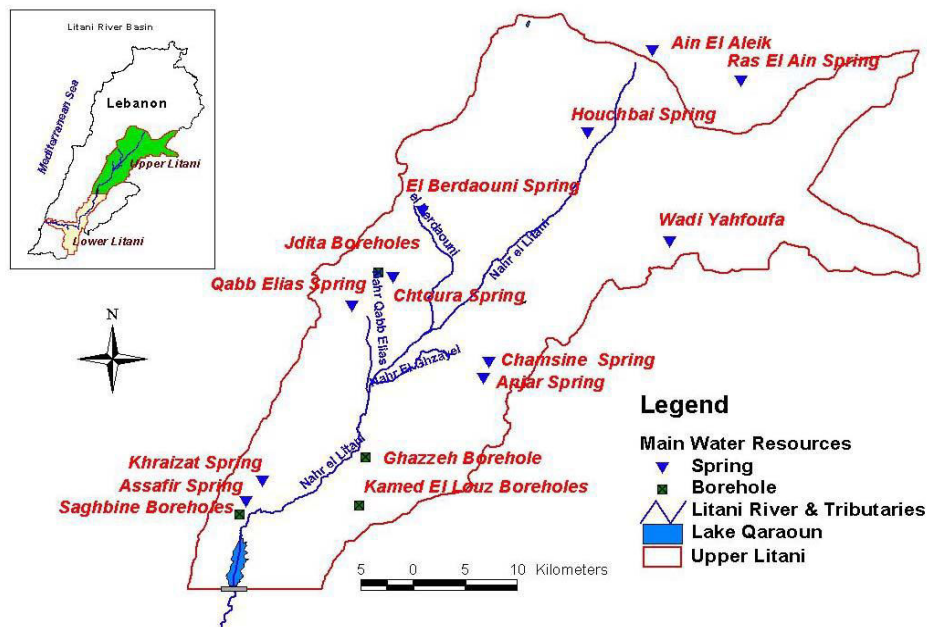 Litani River Basin
Mediterranean Sea
Lebanon
Upper Litani
Lower Litani
N
Ain El Aleik
Ras El Ain Spring
Houchbai Spring
El Berdaouni Spring
el Berdaouni
Wadi Yahfoufa
Jdita Boreholes
Nahr el Litani
Qabb Elias Spring
Chtoura Spring
Nahr Qabb Elias
Chamsine Spring
Anjar Spring
Nahr el Litani
Ghazzeh Borehole
Khraizat Spring
Assafir Spring
Kamed El Louz Boreholes
Saghbine Boreholes
5 0 5 10 Kilometers
Legend
Main Water Resources
Spring
Borehole
Litani River & Tributaries
Lake Qaraoun
Upper Litani